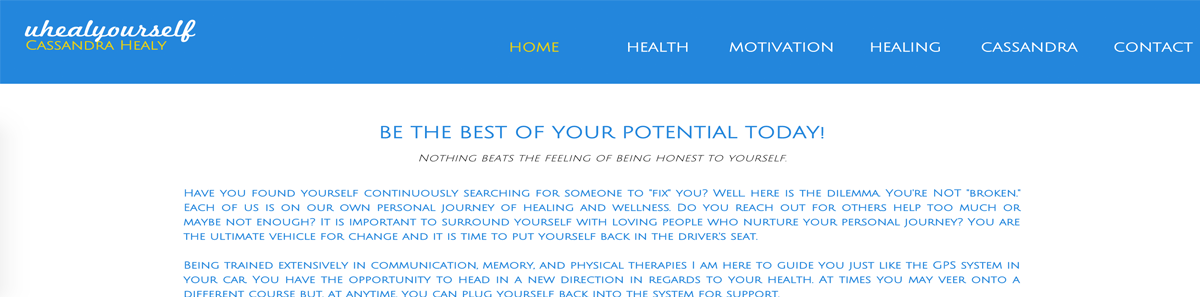 uhealyourself
Cassandra Healy
HOME HEALTH MOTIVATION HEALING CASSANDRA CONTACT
BE THE BEST OF YOUR POTENTIAL TODAY!
Nothing beats the feeling of being honest to yourself.
Have you found yourself continuously searching for someone to "fix" you? Well, here is the dilemma. You're NOT "broken."
Each of us is on our own personal journey of healing and wellness. Do you reach out for others help too much or
maybe not enough? It is important to surround yourself with loving people who nurture your personal journey? You are
the ultimate vehicle for change and it is time to put yourself back in the driver's seat.
Being trained extensively in communication, memory, and physical therapies I am here to guide you just like the GPS system in
your car. You have the opportunity to head in a new direction in regards to your health. At times you may veer onto a
different course but, at anytime, you can plug yourself back into the system for support.